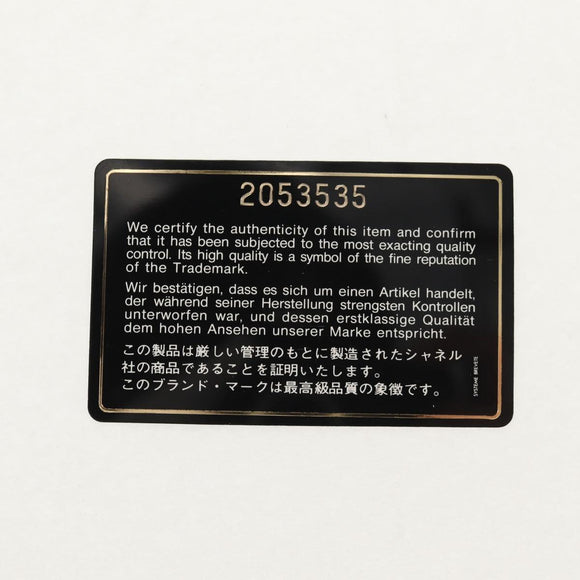 2053535
We certify the authenticity of this item and confirm
that it has been subjected to the most exacting quality
control. Its high quality is a symbol of the fine reputation
of the Trademark.
Wir bestätigen, dass es sich um einen Artikel handelt,
der während seiner Herstellung strengsten Kontrollen
unterworfen war, und dessen erstklassige Qualität
dem hohen Ansehen unserer Marke entspricht.
この製品は厳しい管理のもとに製造されたシャネル
社の商品であることを証明いたします。
このブランド・マークは最高級品質の象徴です。
SYSTEME BREVETE